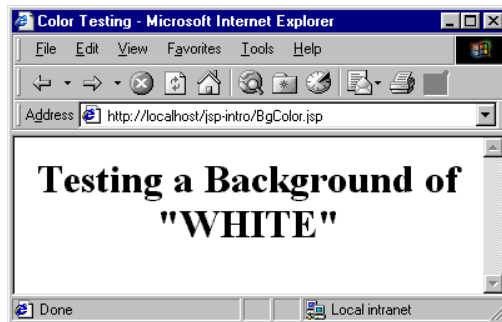 Color Testing - Microsoft Internet Explorer
File Edit View Favorites Tools Help
Address http://localhost/jsp-intro/BgColor.jsp
Testing a Background of
"WHITE"
Done Local intranet